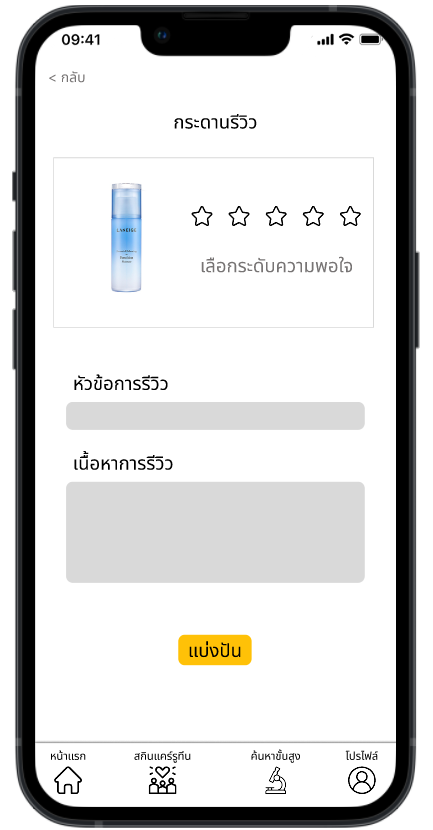 09:41
< กลับ
กระดานรีวิว
LANEIGE
เลือกระดับความพอใจ
หัวข้อการรีวิว
เนื้อหาการรีวิว
แบ่งปัน
หน้าแรก
สกินแคร์รูทีน
ค้นหาขั้นสูง
โปรไฟล์